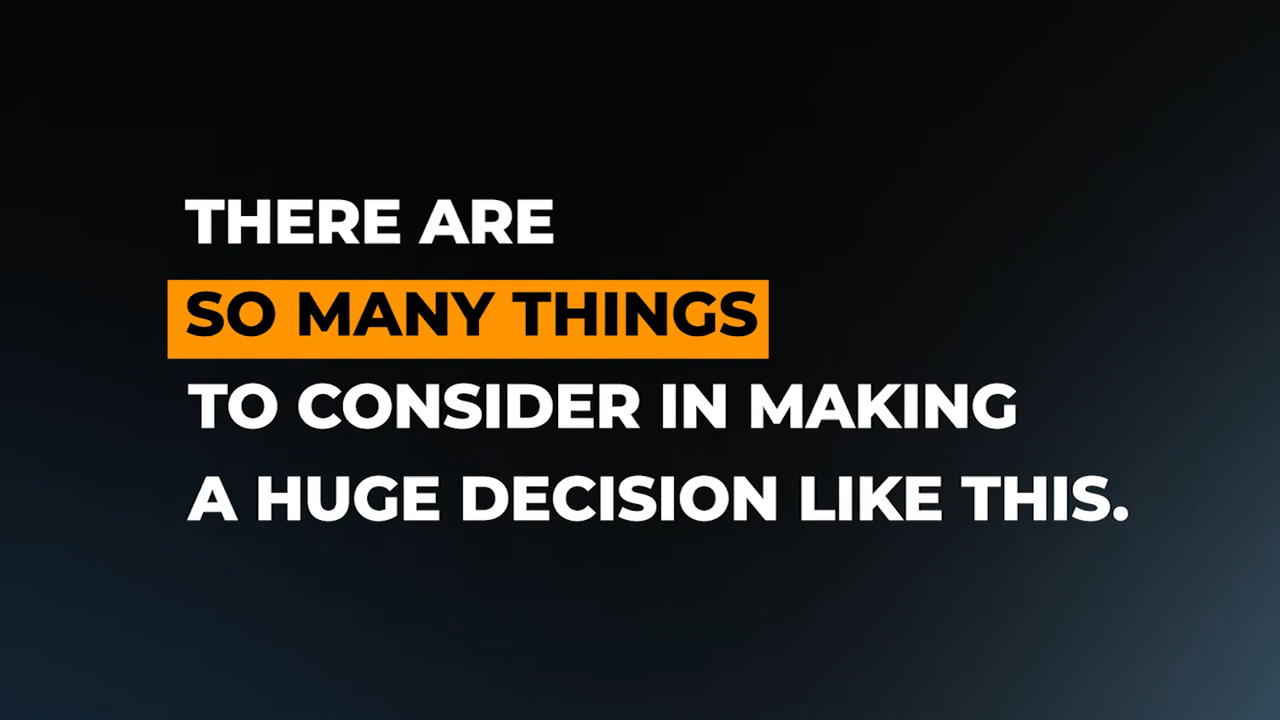 THERE ARE
SO MANY THINGS
TO CONSIDER IN MAKING
A HUGE DECISION LIKE THIS.